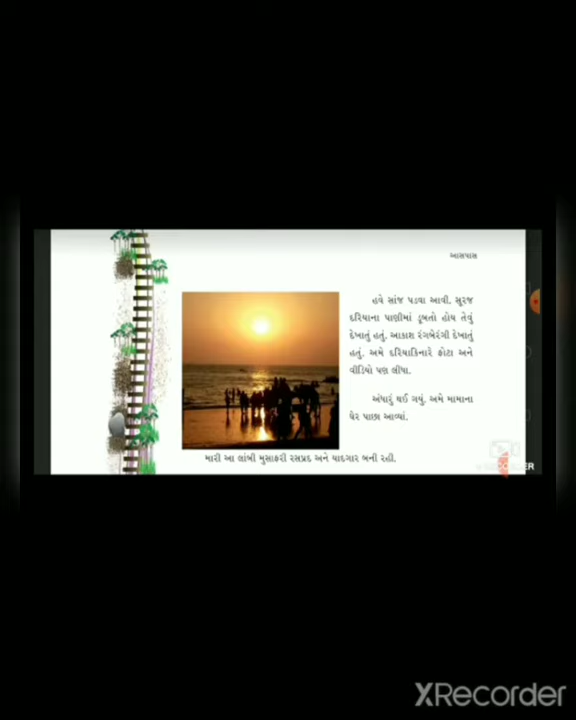 આસપાસ
હવે સાંજ પડવા આવી. સૂરજ
દરિયાના પાણીમાં ડૂબતો હોય તેવું
દેખાતું હતું. આકાશ રંગબેરંગી દેખાતું
હતું. અમે દરિયાકિનારે ફોટા અને
વીડિયો પણ લીધા.
અંધારું થઈ ગયું. અમે મામાના
ઘેર પાછા આવ્યાં.
મારી આ લાંબી મુસાફરી રસપ્રદ અને યાદગાર બની રહી.
XRecorder